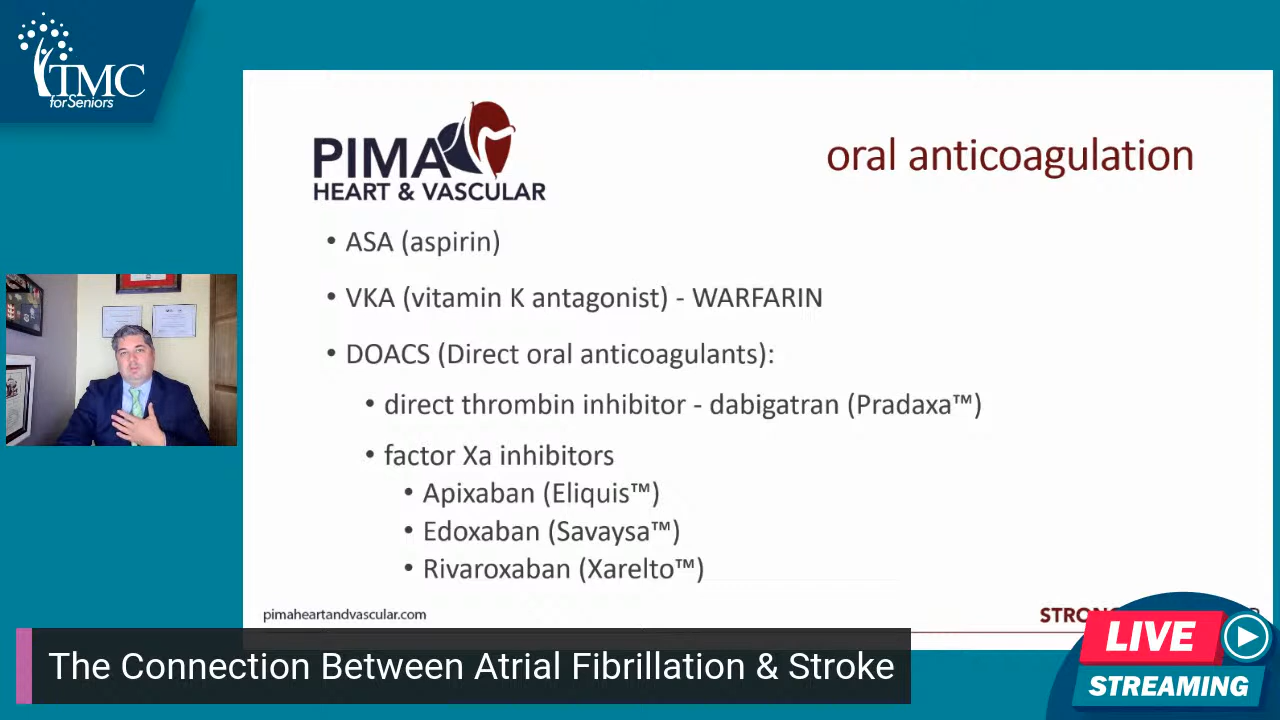 TMC
for Seniors
PIMA
HEART & VASCULAR
oral anticoagulation
• ASA (aspirin)
• VKA (vitamin K antagonist) - WARFARIN
• DOACS (Direct oral anticoagulants):
• direct thrombin inhibitor - dabigatran (Pradaxa™)
• factor Xa inhibitors
• Apixaban (Eliquis™)
• Edoxaban (Savaysa™)
• Rivaroxaban (Xarelto™)
pimaheartandvascular.com
The Connection Between Atrial Fibrillation & Stroke
LIVE
STREAMING